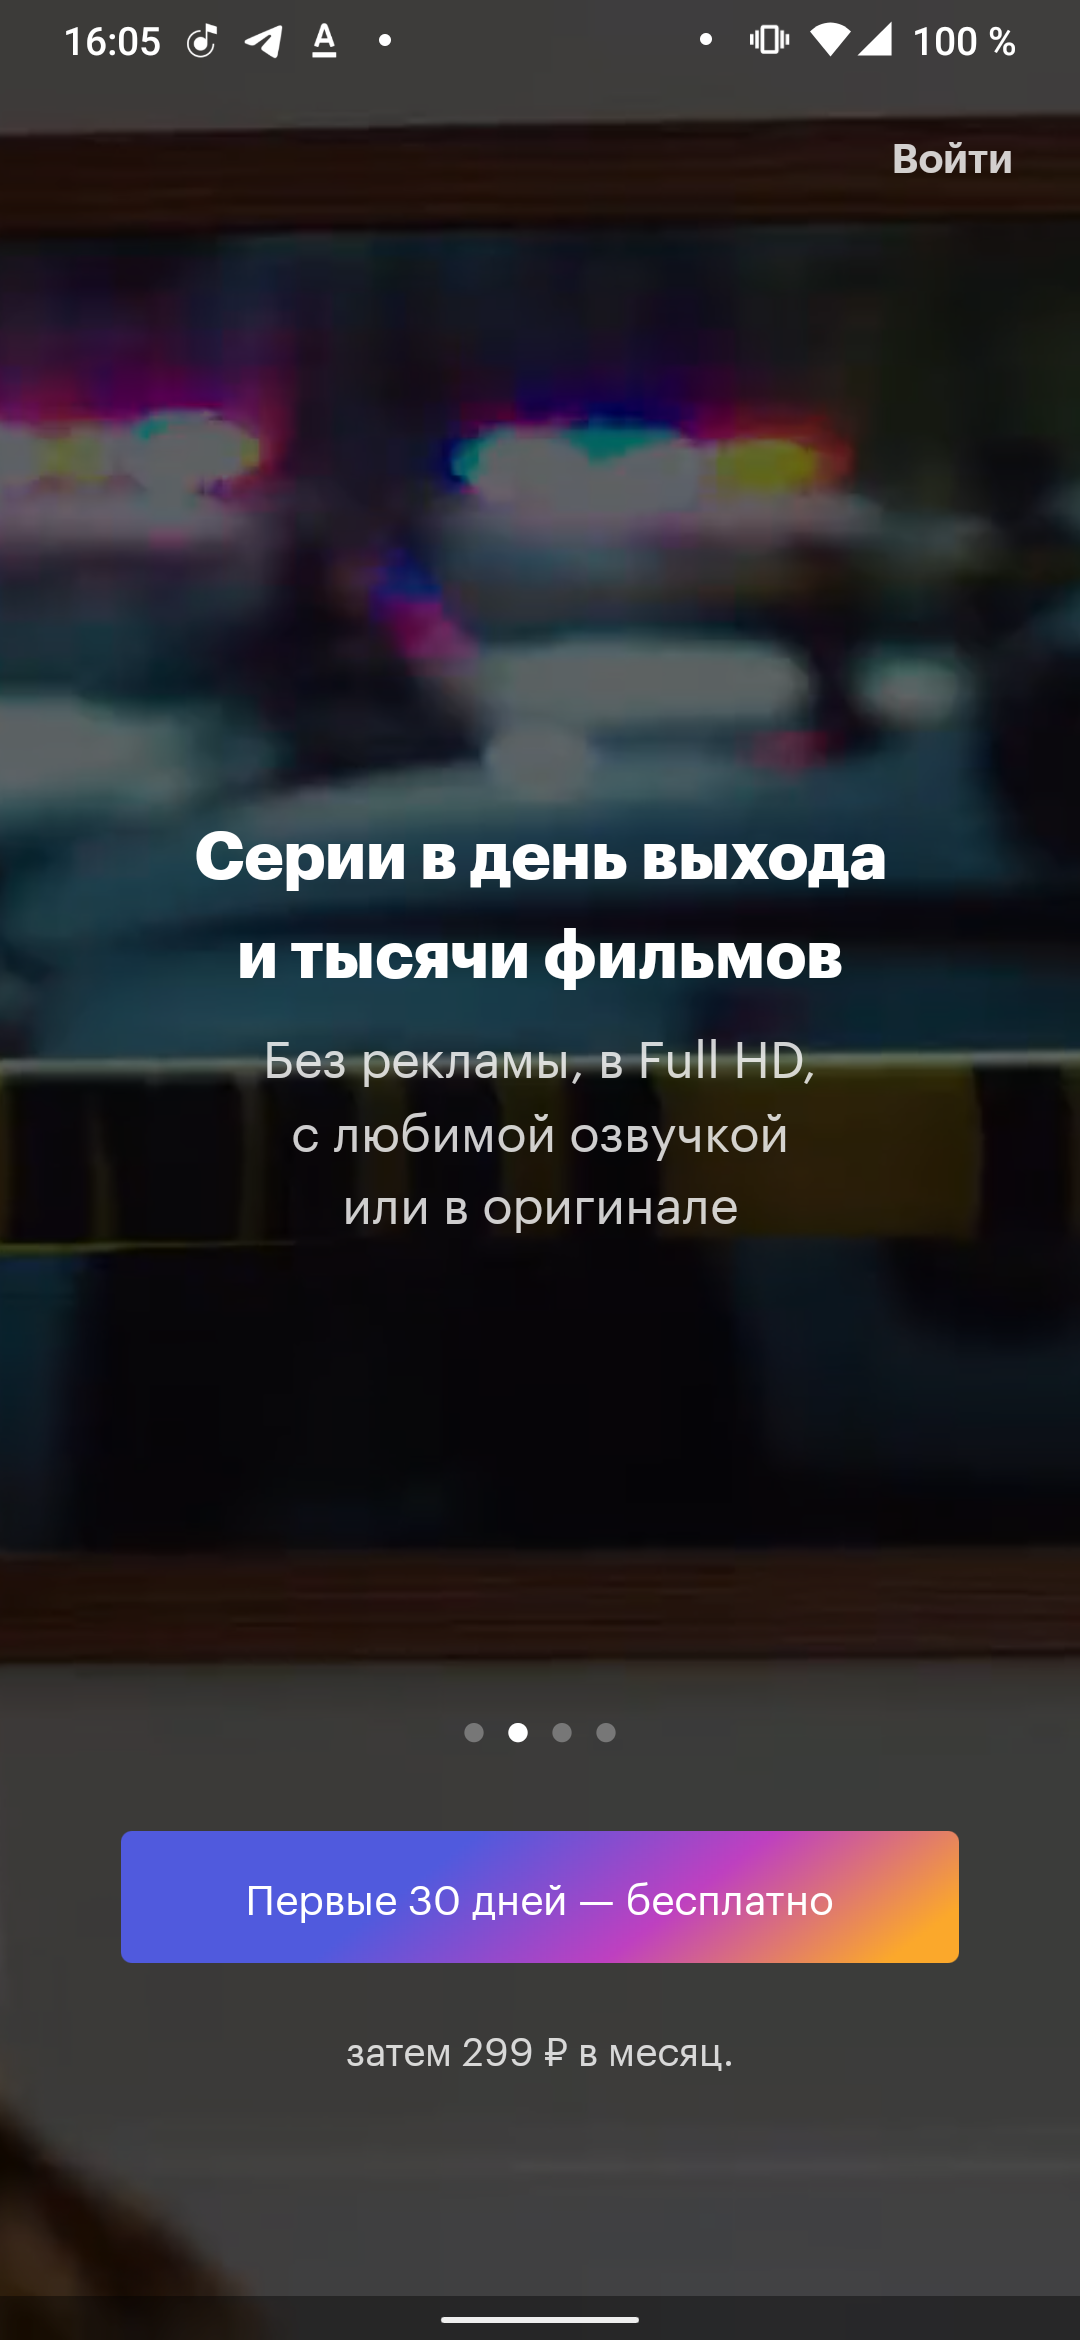 16:05
100 %
Войти
Серии в день выхода
и тысячи фильмов
Без рекламы, в Full HD,
с любимой озвучкой
или в оригинале
Первые 30 дней — бесплатно
затем 299 ₽ в месяц.